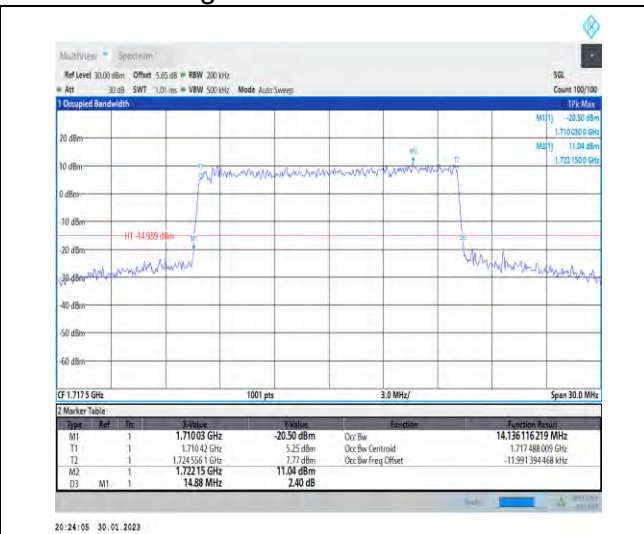 MultiView Spectrum
Ref Level 30.00 dBm Offset 5.65 dB RBW 200 kHz SGL
Att 30 dB SWT 1.01 ms VBW 500 kHz Mode Auto Sweep Count 100/100
1 Occupied Bandwidth 1Pk Max
M1[1] -20.50 dBm
1.710 030 0 GHz
M2[1] 11.04 dBm
1.722 150 0 GHz
20 dBm
M2
T1 T2
10 dBm
0 dBm
-10 dBm
H1 -14.959 dBm
M1 D3
-20 dBm
-30 dBm
-40 dBm
-50 dBm
-60 dBm
CF 1.717 5 GHz 1001 pts 3.0 MHz/ Span 30.0 MHz
2 Marker Table
Type Ref Trc X-Value Y-Value Function Function Result
M1 1 1.710 03 GHz -20.50 dBm Occ Bw 14.136 116 219 MHz
T1 1 1.710 42 GHz 5.25 dBm Occ Bw Centroid 1.717 488 009 GHz
T2 1 1.724 556 1 GHz 7.77 dBm Occ Bw Freq Offset -11.991 394 468 kHz
M2 1 1.722 15 GHz 11.04 dBm
D3 M1 1 14.88 MHz 2.40 dB
20:24:05 30.01.2023